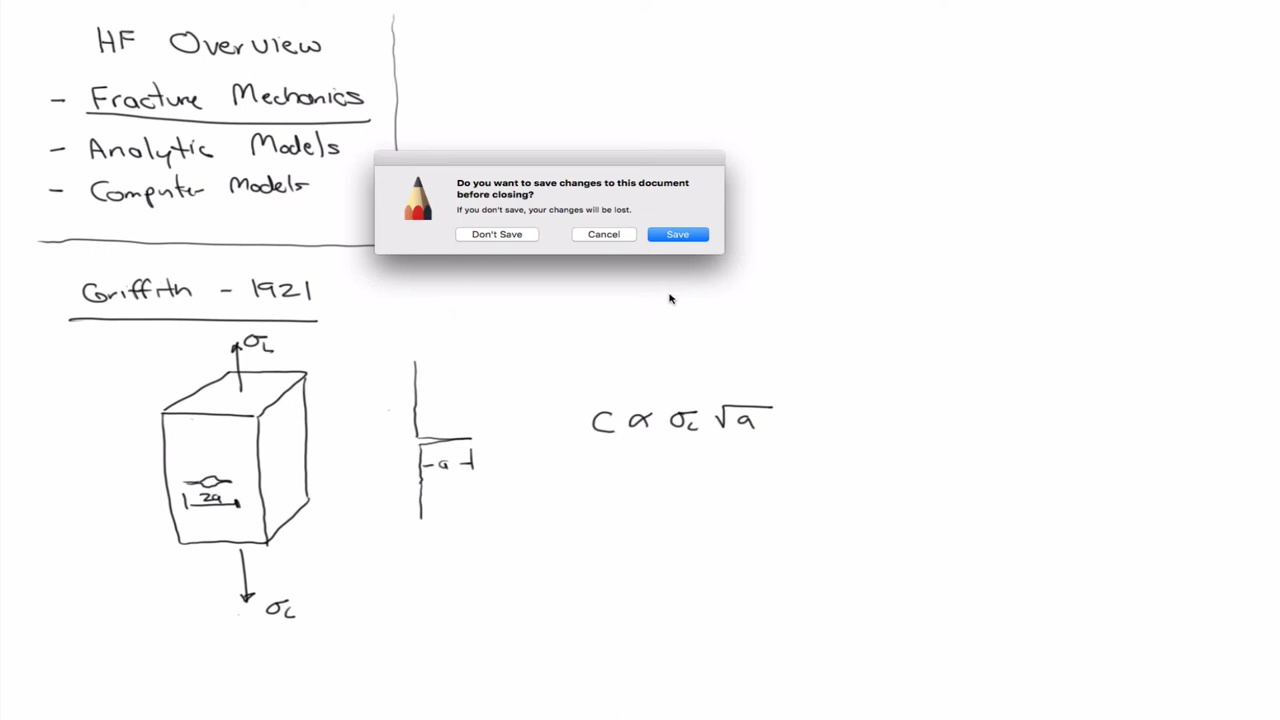 HF Overview
- Fracture Mechanics
- Analytic Models
- Computer Models
Do you want to save changes to this document
before closing?
If you don't save, your changes will be lost.
Don't Save
Cancel
Save
Griffith - 1921
σc
2a
σc
a
C ∝ σc √a